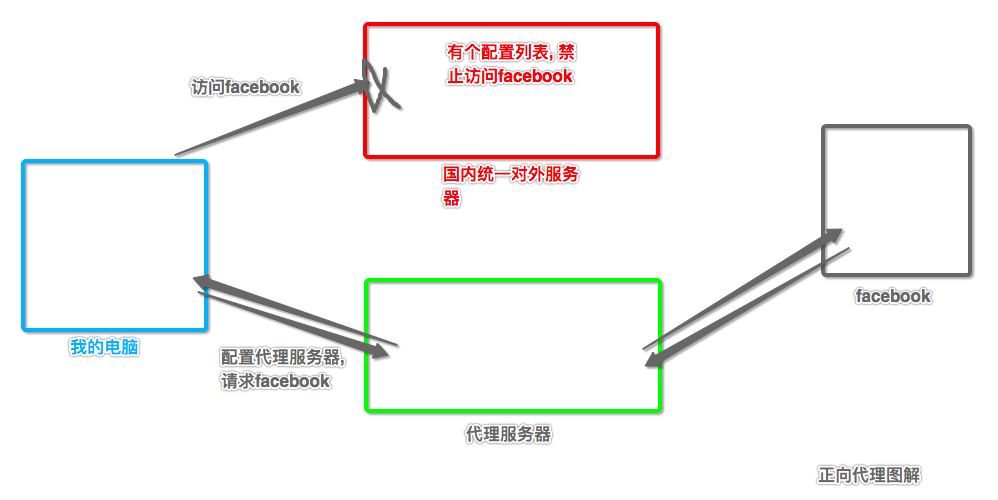 有个配置列表, 禁
止访问facebook
访问facebook
国内统一对外服务
器
facebook
我的电脑
配置代理服务器,
请求facebook
代理服务器
正向代理图解